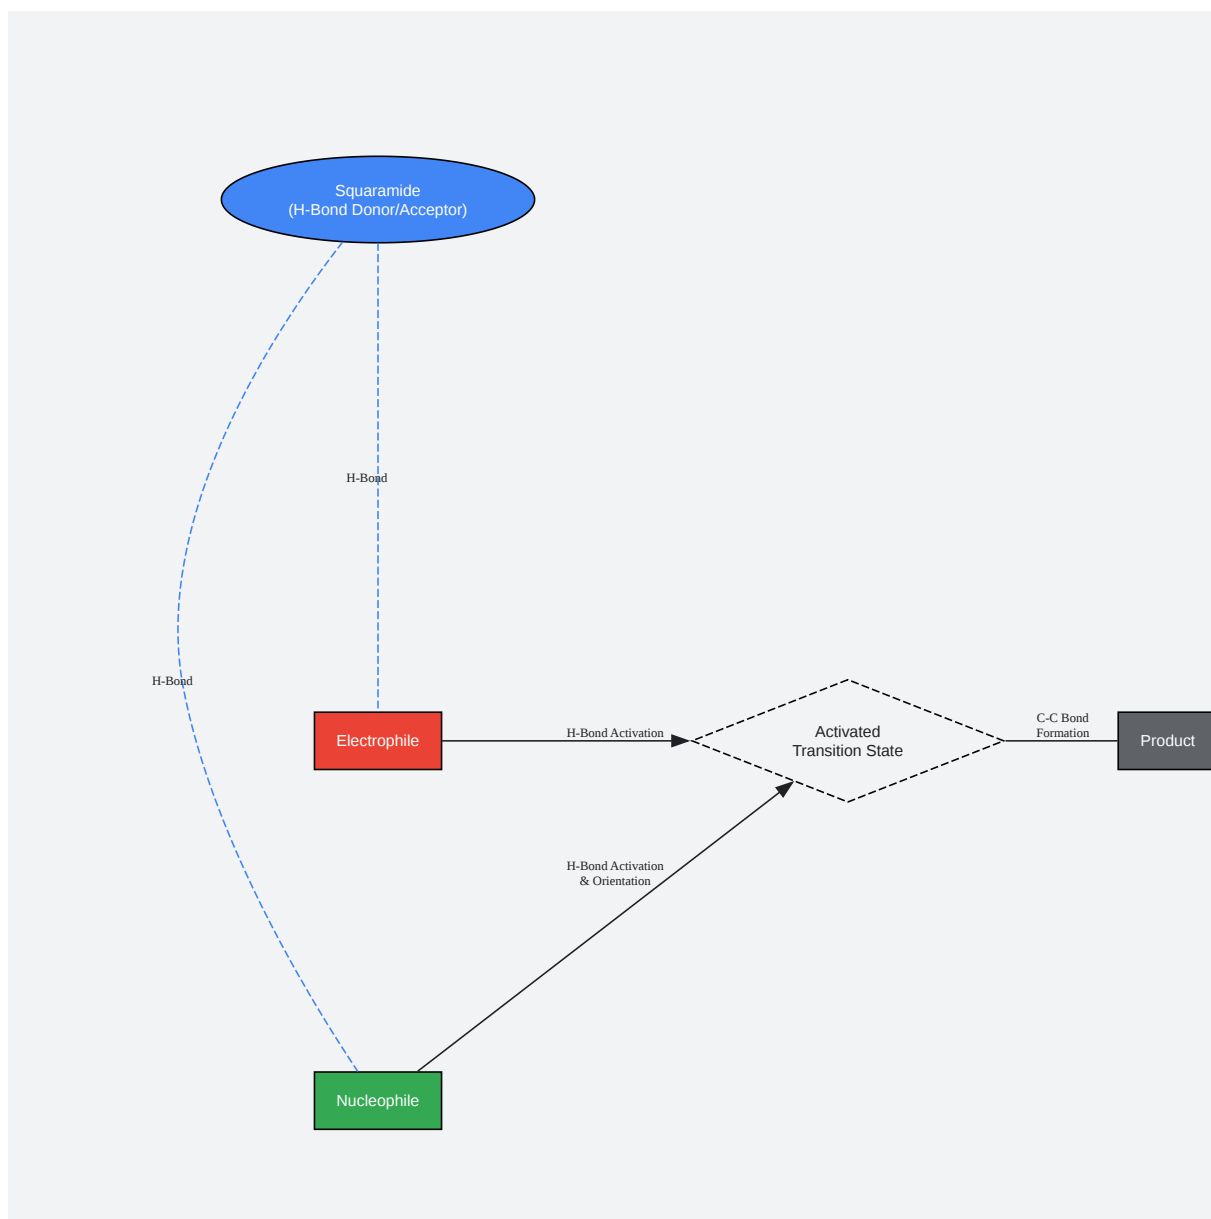 Squaramide
(H-Bond Donor/Acceptor)
H-Bond
H-Bond
Electrophile
H-Bond Activation
Activated
Transition State
C-C Bond
Formation
Product
H-Bond Activation
& Orientation
Nucleophile